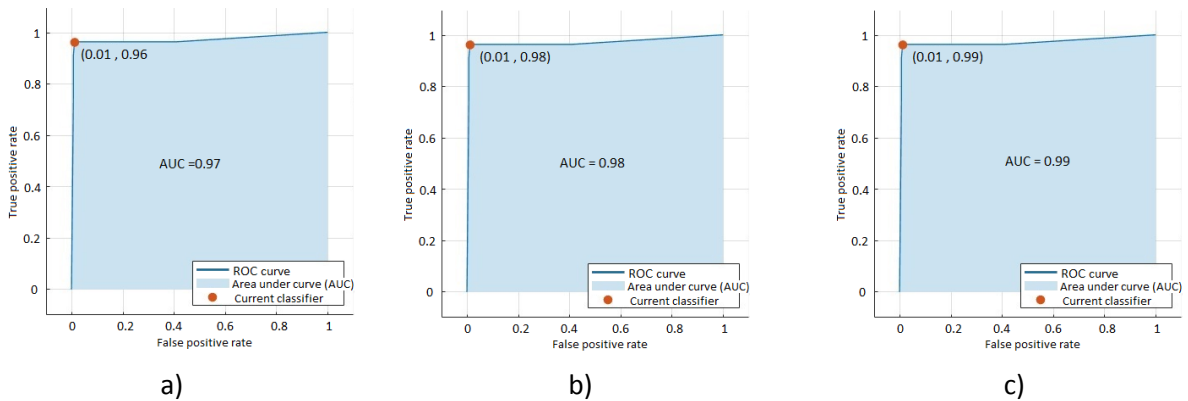 1
(0.01 , 0.96
0.8
0.6
AUC =0.97
0.4
0.2
0
ROC curve
Area under curve (AUC)
Current classifier
0
0.2
0.4
0.6
0.8
1
True positive rate
False positive rate
a)
1
(0.01 , 0.98)
0.8
0.6
AUC = 0.98
0.4
0.2
0
ROC curve
Area under curve (AUC)
Current classifier
0
0.2
0.4
0.6
0.8
1
True positive rate
False positive rate
b)
1
(0.01 , 0.99)
0.8
0.6
AUC = 0.99
0.4
0.2
0
ROC curve
Area under curve (AUC)
Current classifier
0
0.2
0.4
0.6
0.8
1
True positive rate
False positive rate
c)